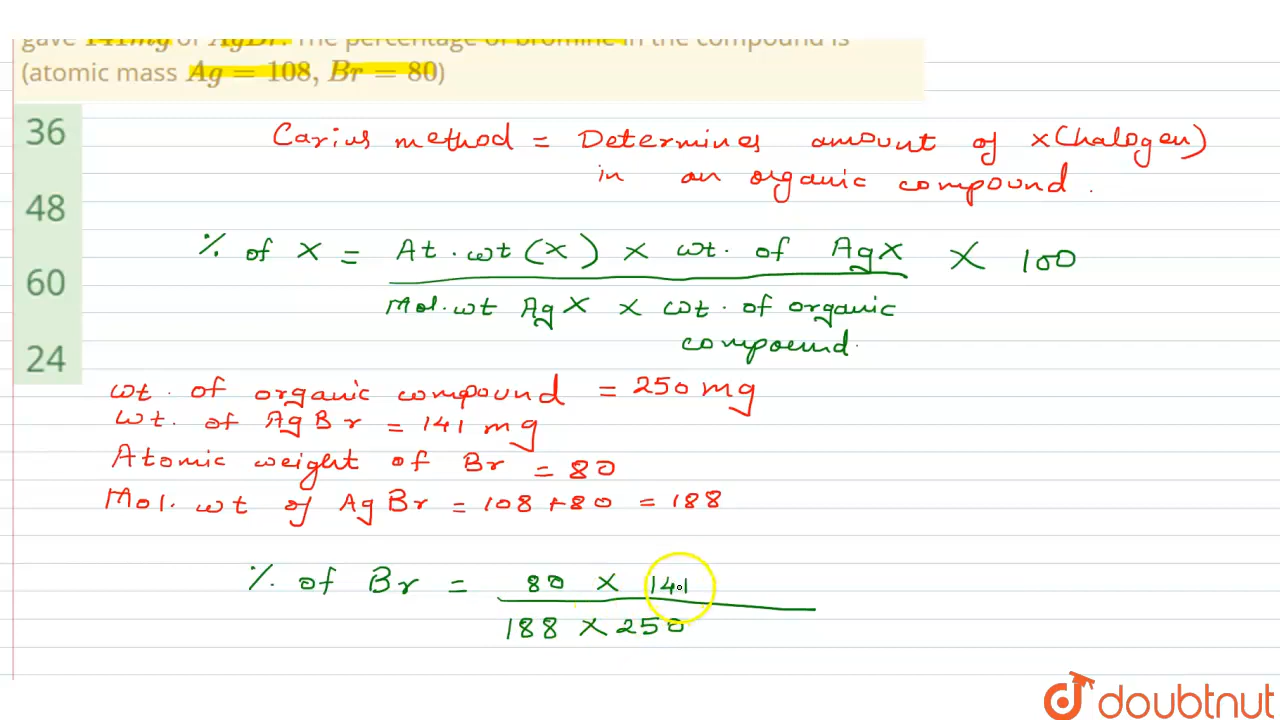 gave 141mg of AgBr. The percentage of bromine in the compound is
(atomic mass Ag = 108, Br = 80)
36
48
60
24
Carius method = Determines amount of X(halogen)
in an organic compound.
% of X = At. wt (X) × wt. of AgX × 100
Mol. wt AgX × wt. of organic
compound.
wt. of organic compound = 250 mg
wt. of AgBr = 141 mg
Atomic weight of Br = 80
Mol. wt of AgBr = 108 + 80 = 188
% of Br = 80 × 141
188 × 250
doubtnut